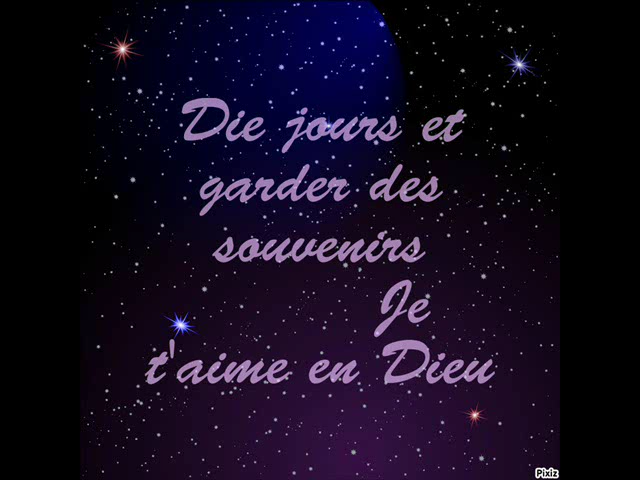 Die jours et
garder des
souvenirs
Je
t'aime en Dieu
Pixiz